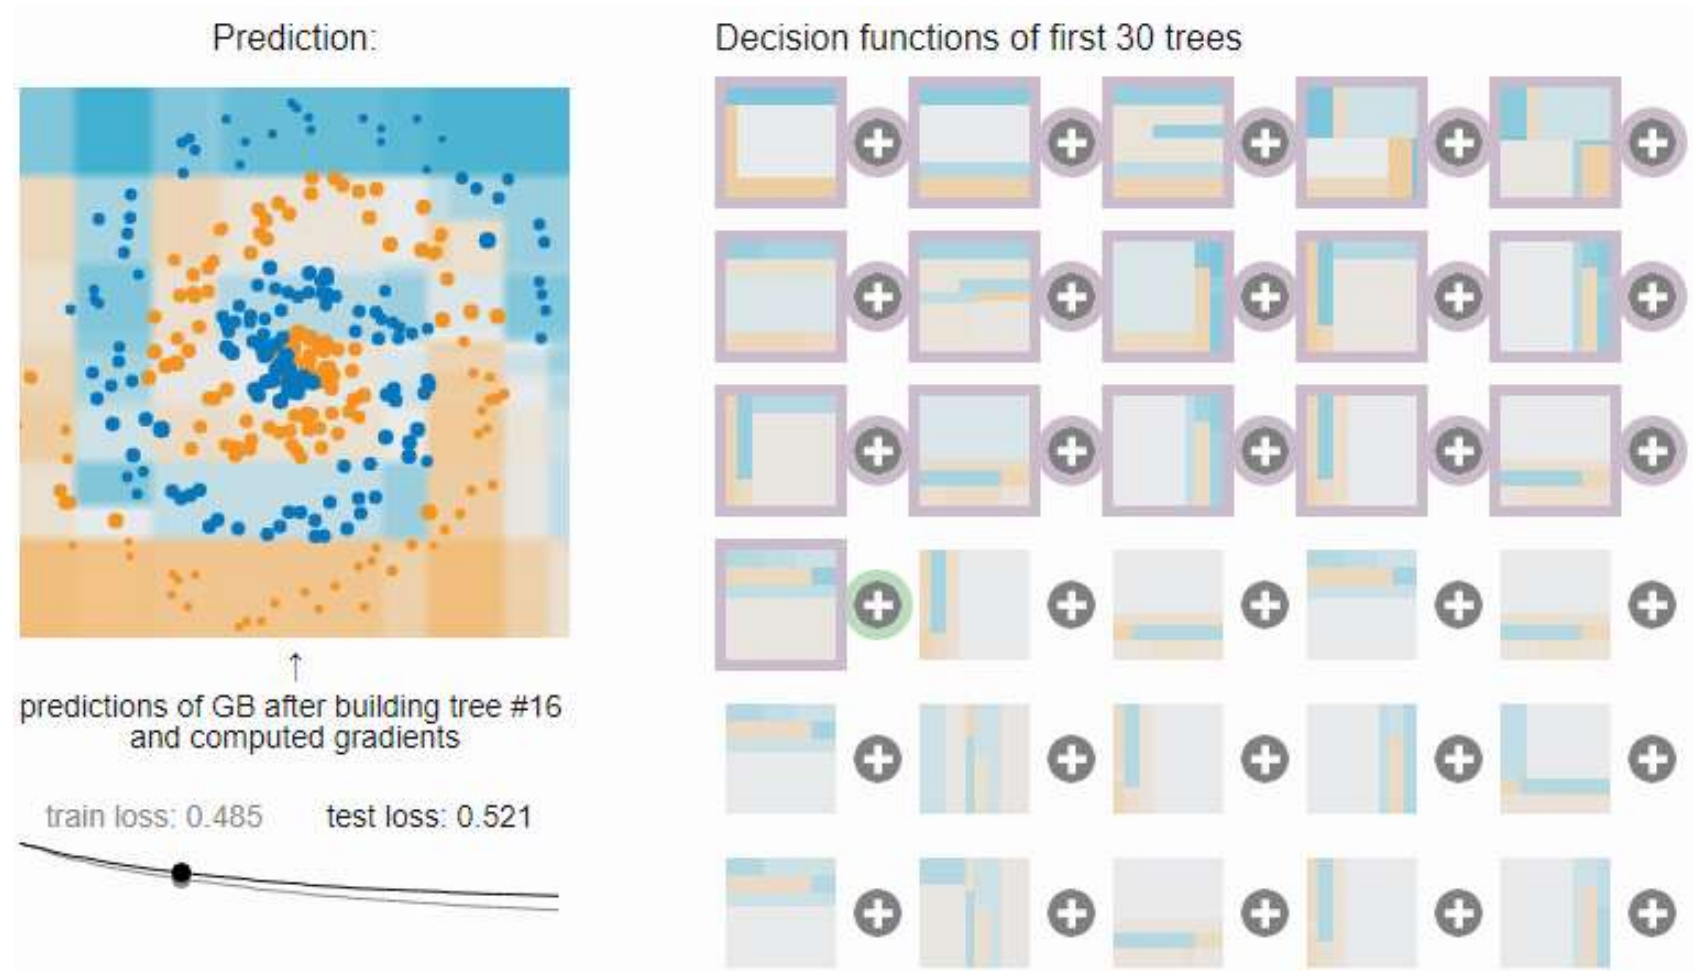 Prediction:
Decision functions of first 30 trees
↑
predictions of GB after building tree #16
and computed gradients
train loss: 0.485
test loss: 0.521